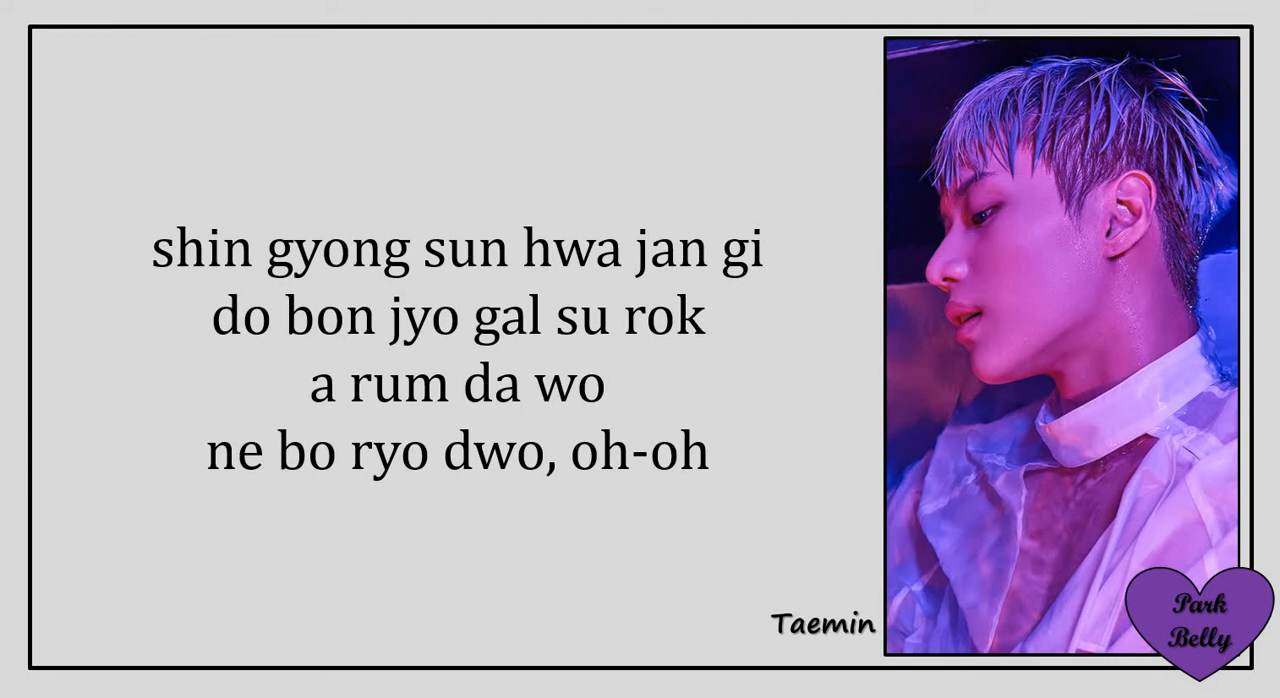 shin gyong sun hwa jan gi
do bon jyo gal su rok
a rum da wo
ne bo ryo dwo, oh-oh
Taemin
Park
Belly